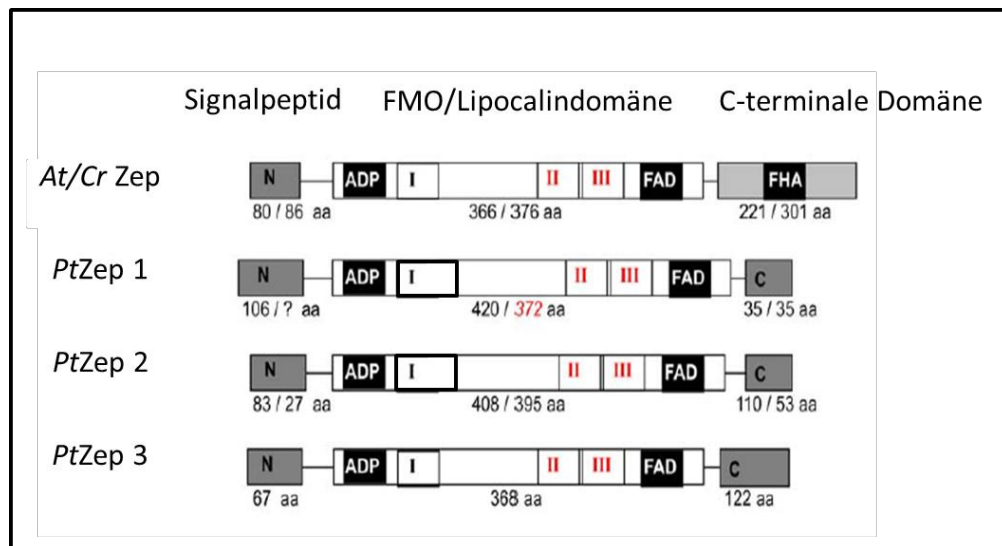 Signalpeptid FMO/Lipocalindomäne C-terminale Domäne
At/Cr Zep N ADP I II III FAD FHA
80 / 86 aa 366 / 376 aa 221 / 301 aa
PtZep 1 N ADP I II III FAD C
106 / ? aa 420 / 372 aa 35 / 35 aa
PtZep 2 N ADP I II III FAD C
83 / 27 aa 408 / 395 aa 110 / 53 aa
PtZep 3 N ADP I II III FAD C
67 aa 368 aa 122 aa